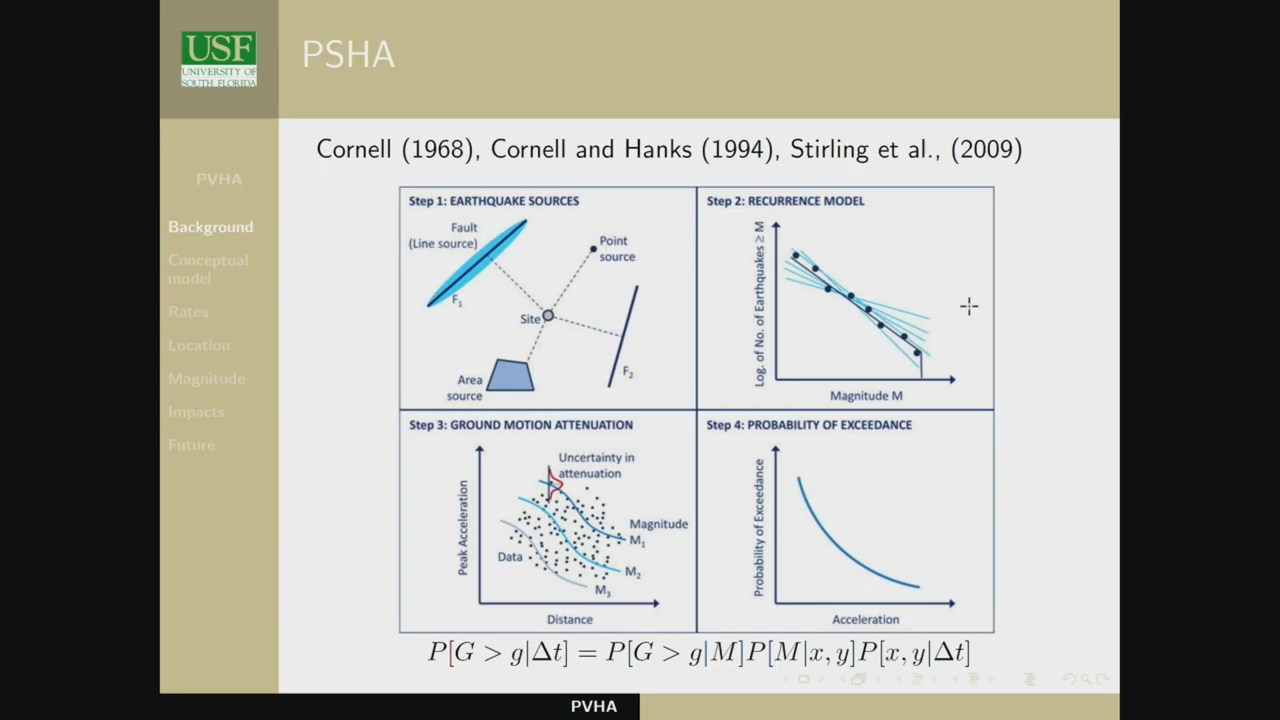 USF
UNIVERSITY OF
SOUTH FLORIDA
PSHA
PVHA
Background
Conceptual
model
Rates
Location
Magnitude
Impacts
Future
Cornell (1968), Cornell and Hanks (1994), Stirling et al., (2009)
Step 1: EARTHQUAKE SOURCES
Fault
(Line source)
F₁
Point
source
Site
F₂
Area
source
Step 2: RECURRENCE MODEL
Log. of No. of Earthquakes ≥ M
Magnitude M
Step 3: GROUND MOTION ATTENUATION
Uncertainty in
attenuation
Peak Acceleration
Magnitude
M₁
Data
M₂
M₃
Distance
Step 4: PROBABILITY OF EXCEEDANCE
Probability of Exceedance
Acceleration
P[G > g|Δt] = P[G > g|M]P[M|x, y]P[x, y|Δt]
PVHA